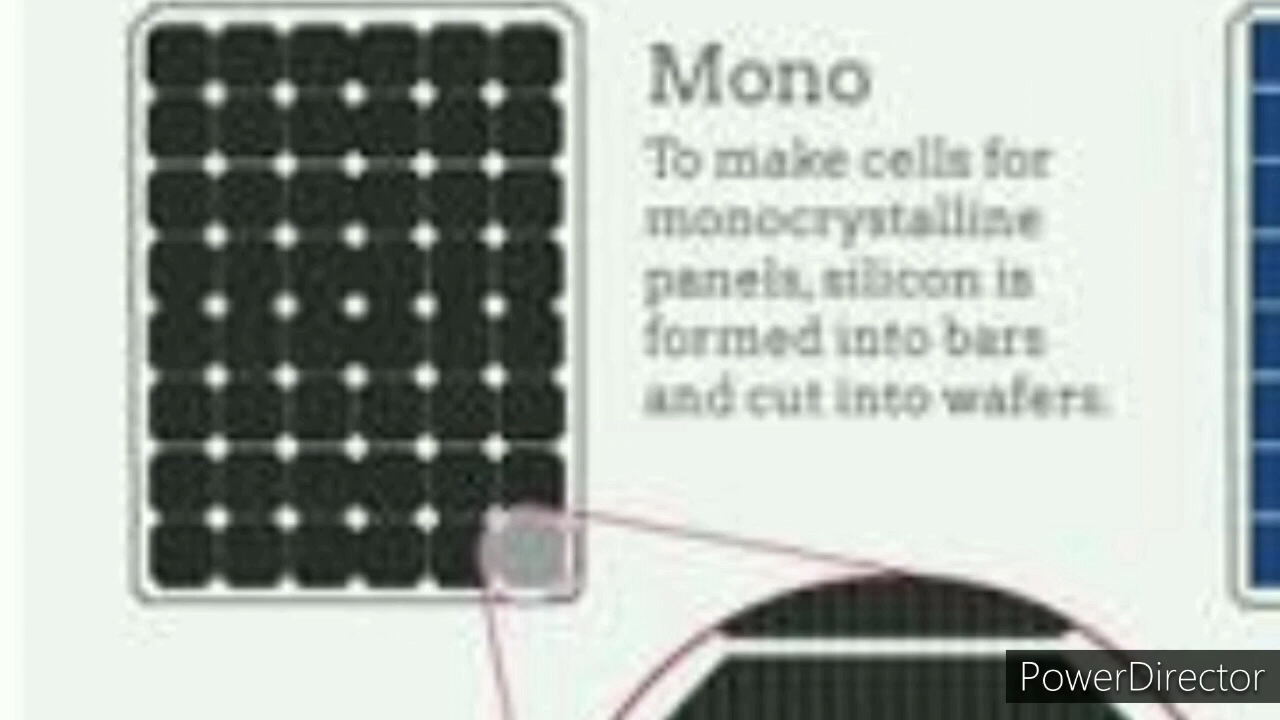 Mono
To make cells for
monocrystalline
panels, silicon is
formed into bars
and cut into wafers.
PowerDirector